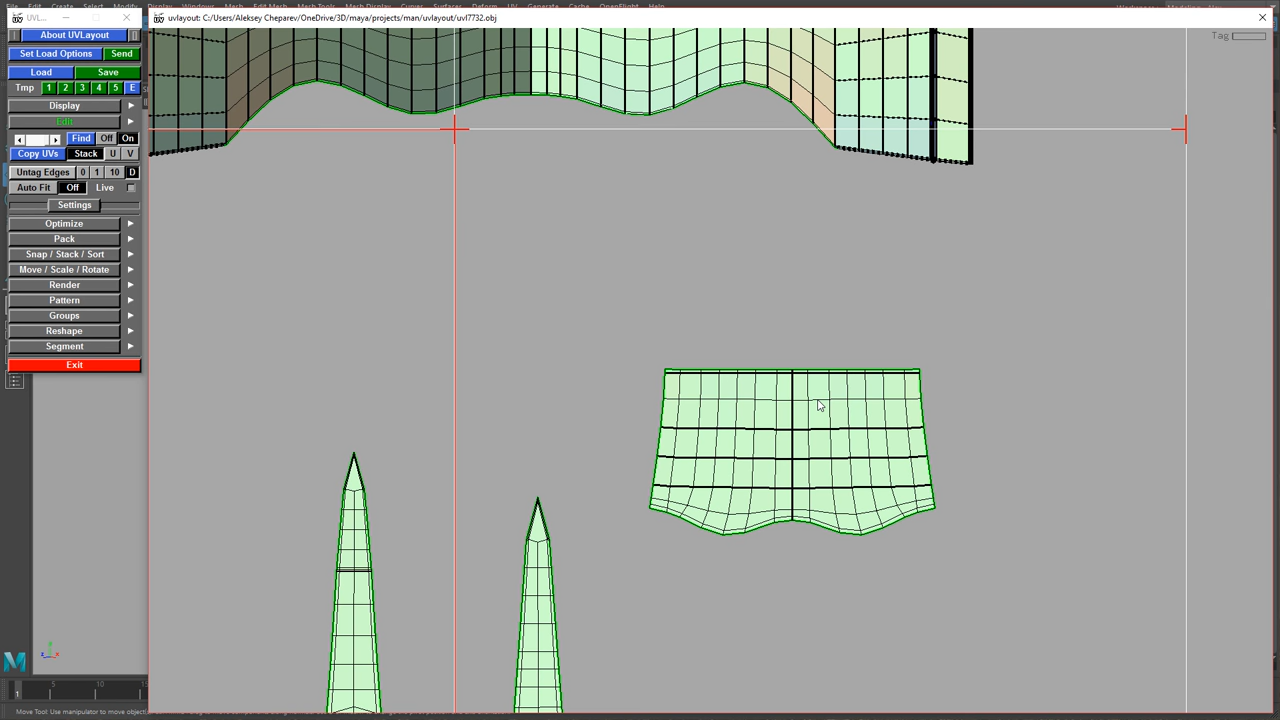 UVL...
uvlayout: C:/Users/Aleksey Cheparev/OneDrive/3D/maya/projects/man/uvlayout/uvl7732.obj
About UVLayout
Set Load Options Send
Load Save
Tmp 1 2 3 4 5 E
Display
Edit
Find Off On
Copy UVs Stack U V
Untag Edges 0 1 10 D
Auto Fit Off Live
Settings
Optimize
Pack
Snap / Stack / Sort
Move / Scale / Rotate
Render
Pattern
Groups
Reshape
Segment
Exit
Tag
1 5 10
Move Tool: Use manipulator to move object